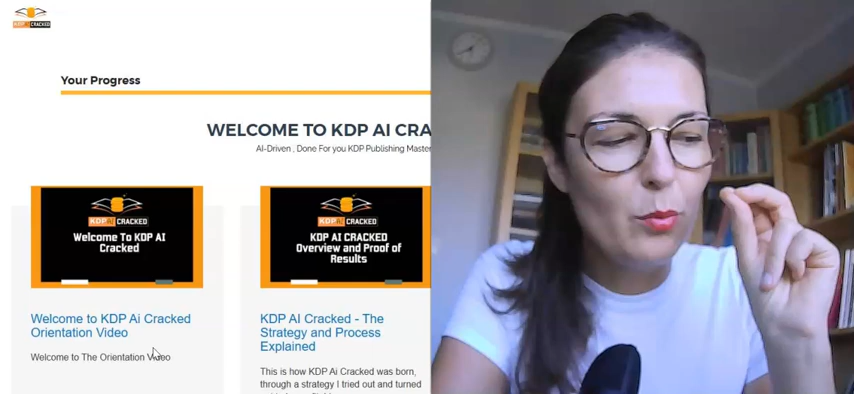 KDP AI CRACKED
Your Progress
WELCOME TO KDP AI CRA
AI-Driven , Done For you KDP Publishing Master
KDP AI CRACKED
Welcome To KDP AI
Cracked
KDP AI CRACKED
KDP AI CRACKED
Overview and Proof of
Results
Welcome to KDP Ai Cracked
Orientation Video
Welcome to The Orientation Video
KDP AI Cracked - The
Strategy and Process
Explained
This is how KDP Ai Cracked was born,
through a strategy I tried out and turned